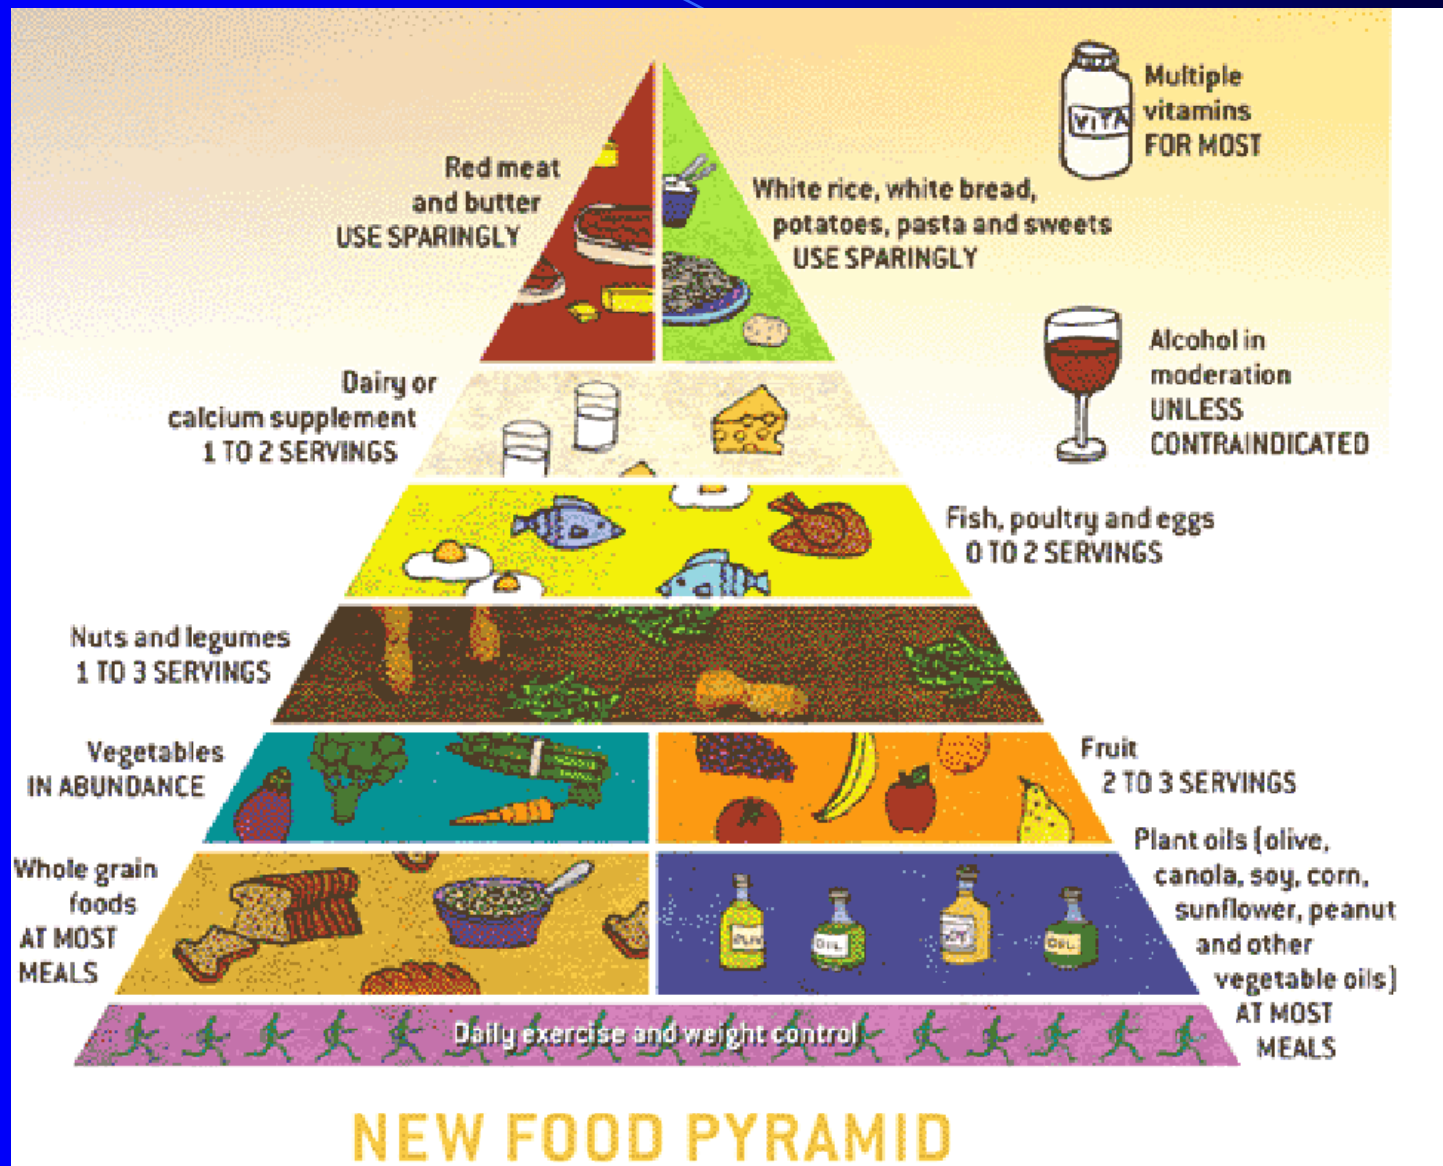 Multiple
vitamins
FOR MOST
VITA
Red meat
and butter
USE SPARINGLY
White rice, white bread,
potatoes, pasta and sweets
USE SPARINGLY
Alcohol in
moderation
UNLESS
CONTRAINDICATED
Dairy or
calcium supplement
1 TO 2 SERVINGS
Fish, poultry and eggs
0 TO 2 SERVINGS
Nuts and legumes
1 TO 3 SERVINGS
Vegetables
IN ABUNDANCE
Fruit
2 TO 3 SERVINGS
Whole grain
foods
AT MOST
MEALS
Plant oils (olive,
canola, soy, corn,
sunflower, peanut
and other
vegetable oils)
AT MOST
MEALS
OIL
OIL
Daily exercise and weight control
NEW FOOD PYRAMID